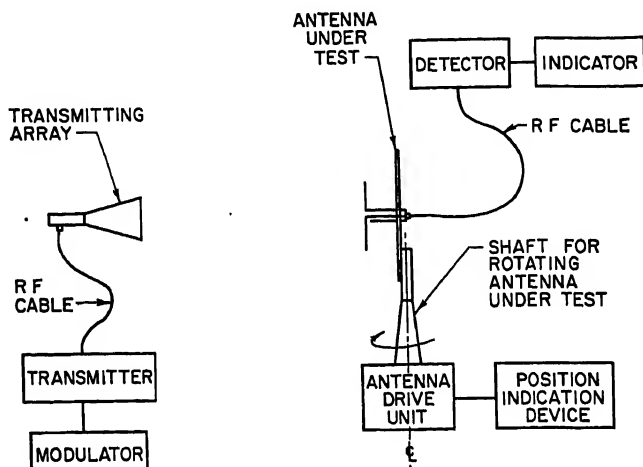 TRANSMITTING
ARRAY
RF
CABLE
TRANSMITTER
MODULATOR
ANTENNA
UNDER
TEST
DETECTOR
INDICATOR
RF CABLE
SHAFT FOR
ROTATING
ANTENNA
UNDER TEST
ANTENNA
DRIVE
UNIT
POSITION
INDICATION
DEVICE
℄